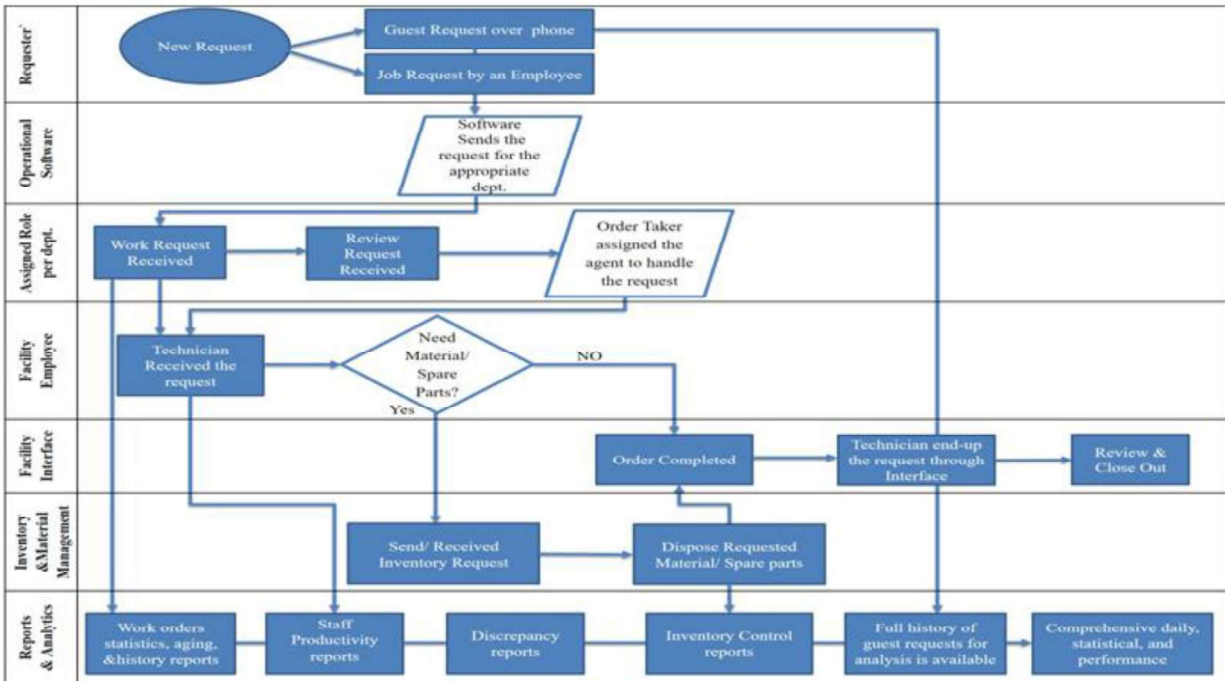 Requester`
New Request
Guest Request over phone
Job Request by an Employee
Operational
Software
Software
Sends the
request for the
appropriate
dept.
Assigned Role
per dept.
Work Request
Received
Review
Request
Received
Order Taker
assigned the
agent to handle
the request
Facility
Employee
Technician
Received the
request
Need
Material/
Spare
Parts?
NO
Yes
Facility
Interface
Order Completed
Technician end-up
the request through
Interface
Review &
Close Out
Inventory
&Material
Management
Send/ Received
Inventory Request
Dispose Requested
Material/ Spare parts
Reports
& Analytics
Work orders
statistics, aging,
&history reports
Staff
Productivity
reports
Discrepancy
reports
Inventory Control
reports
Full history of
guest requests for
analysis is available
Comprehensive daily,
statistical, and
performance